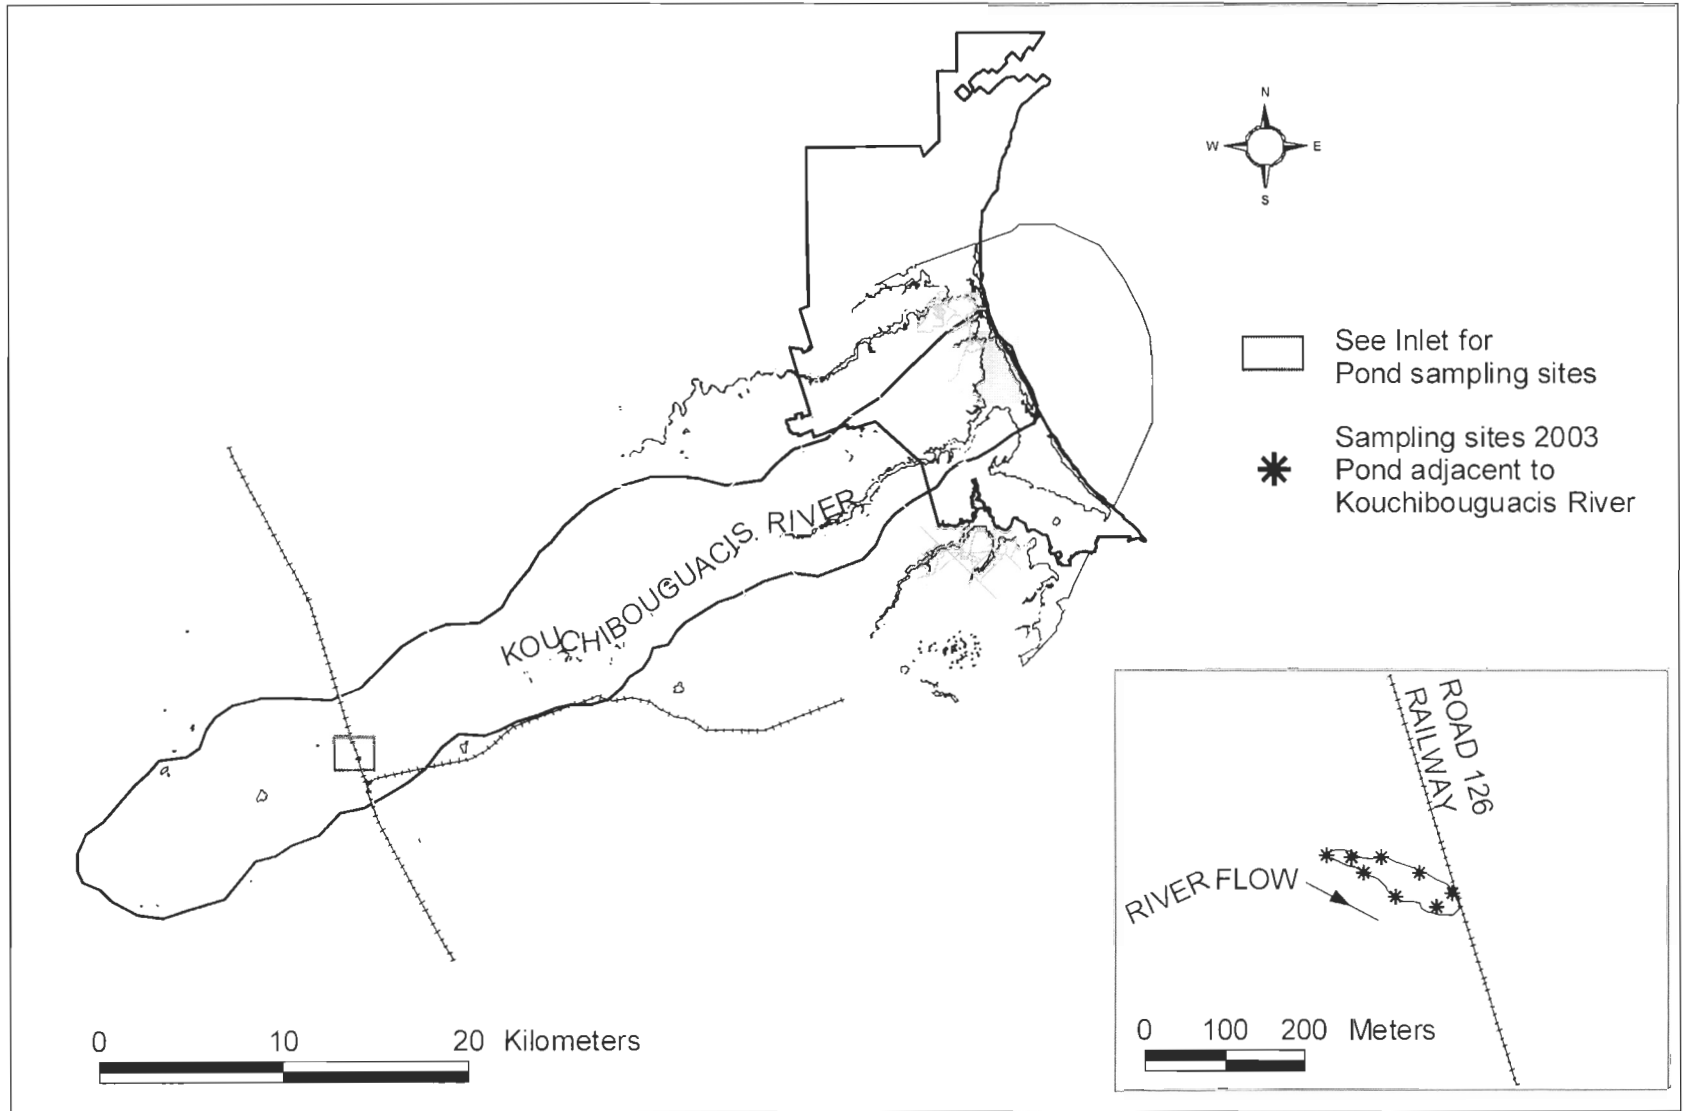 N
W E
S
See Inlet for
Pond sampling sites
Sampling sites 2003
Pond adjacent to
Kouchibouguacis River
KOUCHIBOUGUACIS RIVER
ROAD 126
RAILWAY
RIVER FLOW
0 100 200 Meters
0 10 20 Kilometers